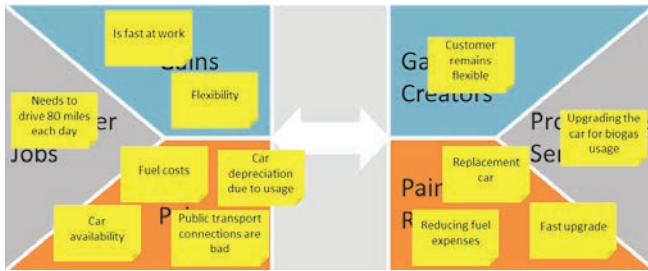 Is fast at work
Gains
Flexibility
Needs to
drive 80 miles
each day
Jobs
Fuel costs
Car
depreciation
due to usage
Car
availability
Public transport
connections are
bad
Customer
remains
flexible
Creators
Upgrading the
car for biogas
usage
Replacement
car
Pain
Reducing fuel
expenses
Fast upgrade